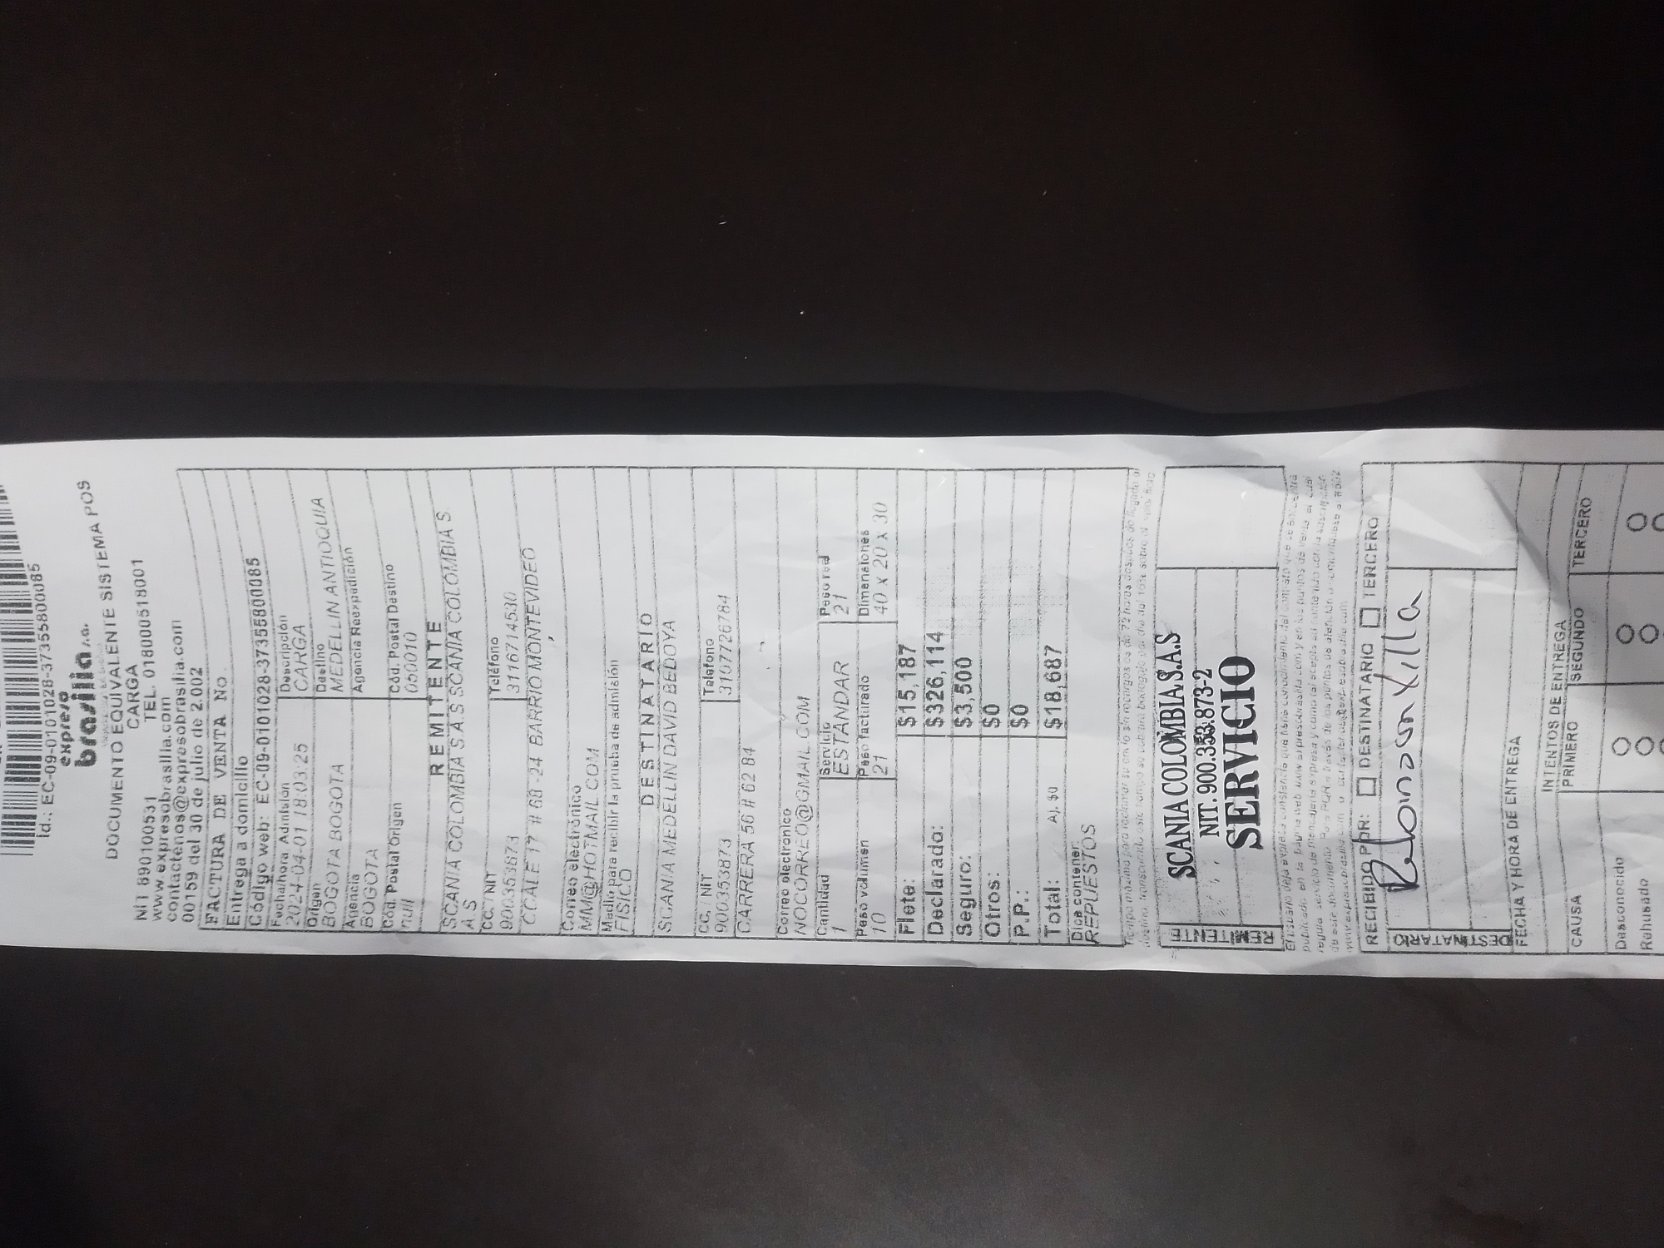 Id.: EC-09-01101028-37355800085
expreso
brasilia s.a.
DOCUMENTO EQUIVALENTE SISTEMA POS
CARGA
NIT 890100531 TEL. 018000518001
www.expresobrasilia.com
contactenos@expresobrasilia.com
00159 del 30 de julio de 2.002
FACTURA DE VENTA No.
Entrega a domicilio
Fecha/hora Admisión Descripción
2024-04-01 18:03:25 CARGA
Origen Destino
BOGOTA BOGOTA MEDELLIN ANTIOQUIA
Agencia Agencia Reexpedición
BOGOTA
Cód. Postal Origen Cód. Postal Destino
null 050010
REMITENTE
SCANIA COLOMBIA S A S SCANIA COLOMBIA S
A S
CC. NIT Teléfono
900353873 3116714530
CCALE 17 # 68 - 24 BARRIO MONTEVIDEO
Correo electrónico
MM@HOTMAIL.COM
Medio para recibir la prueba de admisión
FISICO
DESTINATARIO
SCANIA MEDELLIN DAVID BEDOYA
CC. NIT Teléfono
900353873 3107726784
CARRERA 50 # 02 84
Correo electrónico
NOCORREO@GMAIL.COM
Cantidad Servicio Peso real
1 ESTANDAR 21
Peso volumen Peso facturado Dimensiones
10 21 40 x 20 x 30
Flete: $15,187
Declarado: $326,114
Seguro: $3,500
Otros: $0
P.P.: $0
Total: Aj. $0 $18,687
Dice contener:
REPUESTOS
REMITENTE
SCANIA COLOMBIA S.A.S
NIT. 900.353.873-2
SERVICIO
RECIBIDO POR: DESTINATARIO TERCERO
DESTINATARIO
FECHA Y HORA DE ENTREGA
INTENTOS DE ENTREGA
CAUSA PRIMERO SEGUNDO TERCERO
Desconocido
Rehusado